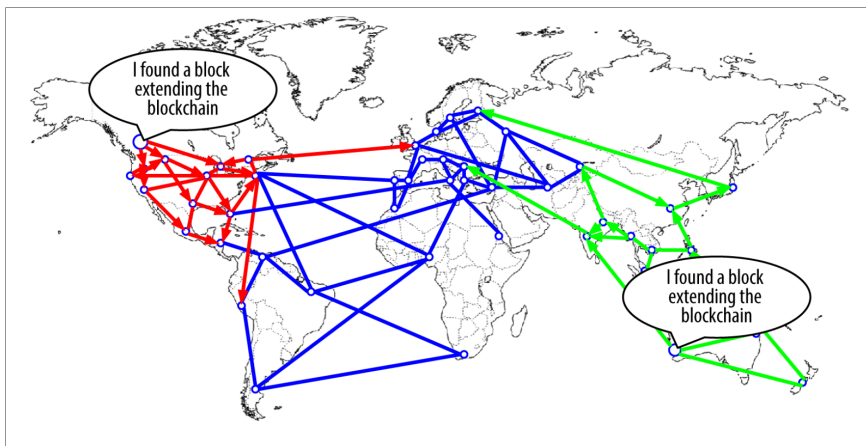 I found a block
extending the
blockchain
I found a block
extending the
blockchain